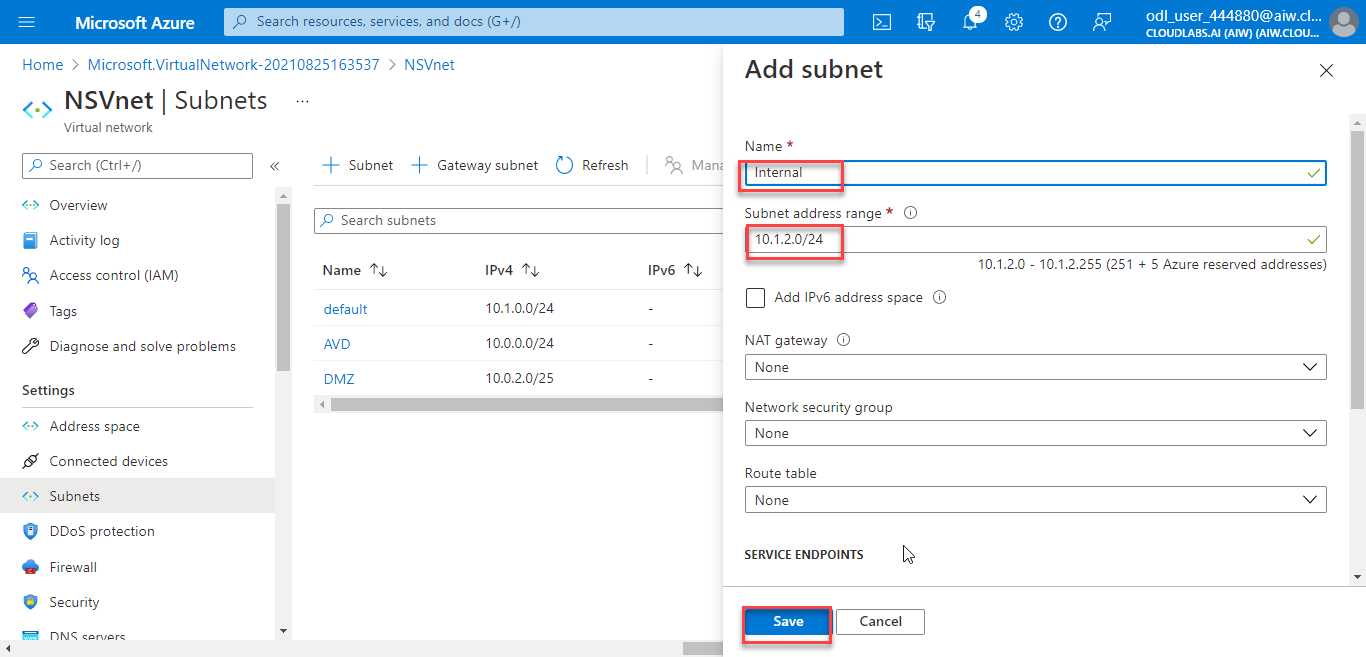 Microsoft Azure
Search resources, services, and docs (G+/)
4
odl_user_444880@aiw.cl...
CLOUDLABS.AI (AIW) (AIW.CLOU...
Home > Microsoft.VirtualNetwork-20210825163537 > NSVnet
NSVnet | Subnets ...
Virtual network
Search (Ctrl+/)
«
Overview
Activity log
Access control (IAM)
Tags
Diagnose and solve problems
Settings
Address space
Connected devices
Subnets
DDoS protection
Firewall
Security
DNS servers
+ Subnet + Gateway subnet Refresh Mana
Search subnets
Name ↑↓ IPv4 ↑↓ IPv6 ↑↓
default 10.1.0.0/24 -
AVD 10.0.0.0/24 -
DMZ 10.0.2.0/25 -
Add subnet
Name *
Internal
Subnet address range *
10.1.2.0/24
10.1.2.0 - 10.1.2.255 (251 + 5 Azure reserved addresses)
Add IPv6 address space
NAT gateway
None
Network security group
None
Route table
None
SERVICE ENDPOINTS
Save Cancel